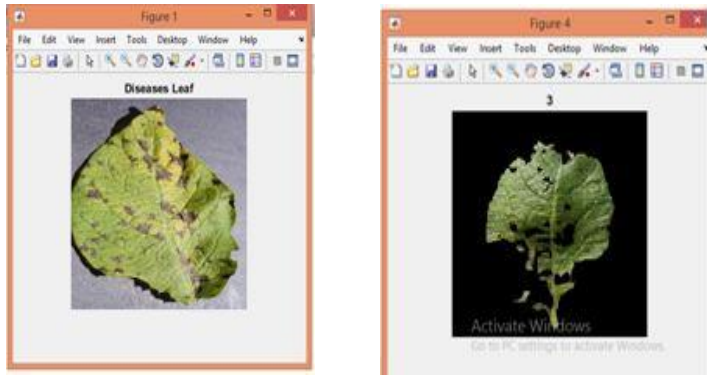 Figure 1
File Edit View Insert Tools Desktop Window Help
Diseases Leaf
Figure 4
File Edit View Insert Tools Desktop Window Help
3
Activate Windows
Go to PC settings to activate Windows.